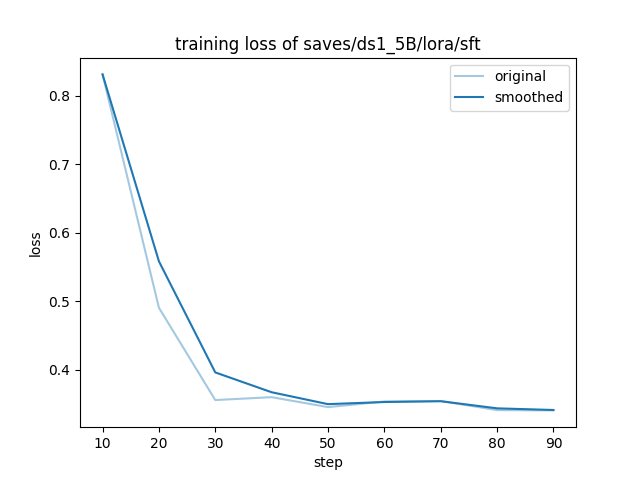 training loss of saves/ds1_5B/lora/sft
original
smoothed
loss
0.8
0.7
0.6
0.5
0.4
10 20 30 40 50 60 70 80 90
step